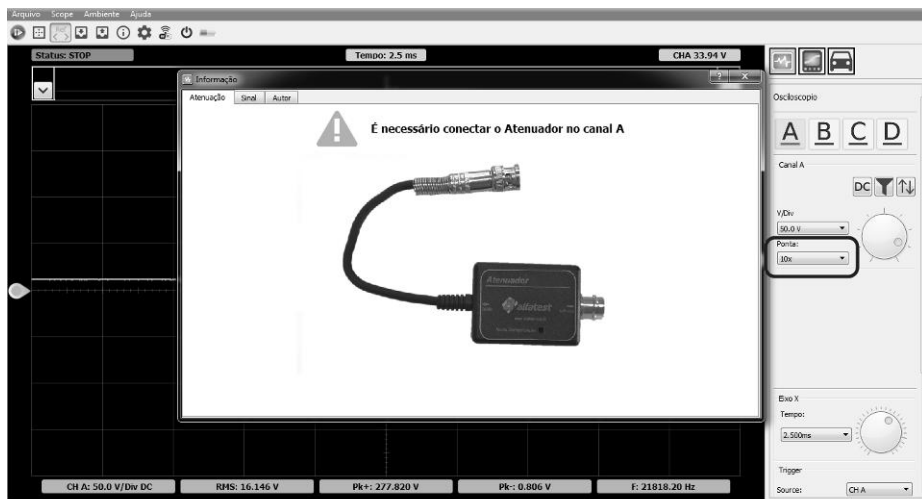 Arquivo Scope Ambiente Ajuda
Status: STOP
Tempo: 2.5 ms
CHA 33.94 V
Informação
Atenuação Sinal Autor
É necessário conectar o Atenuador no canal A
Atenuador
alfatest
Osciloscopio
A B C D
Canal A
DC
V/Div
50.0 V
Ponta:
10x
Eixo X
Tempo:
2.500ms
Trigger
Source: CH A
CH A: 50.0 V/Div DC
RMS: 16.146 V
Pk+: 277.820 V
Pk-: 0.806 V
F: 21818.20 Hz